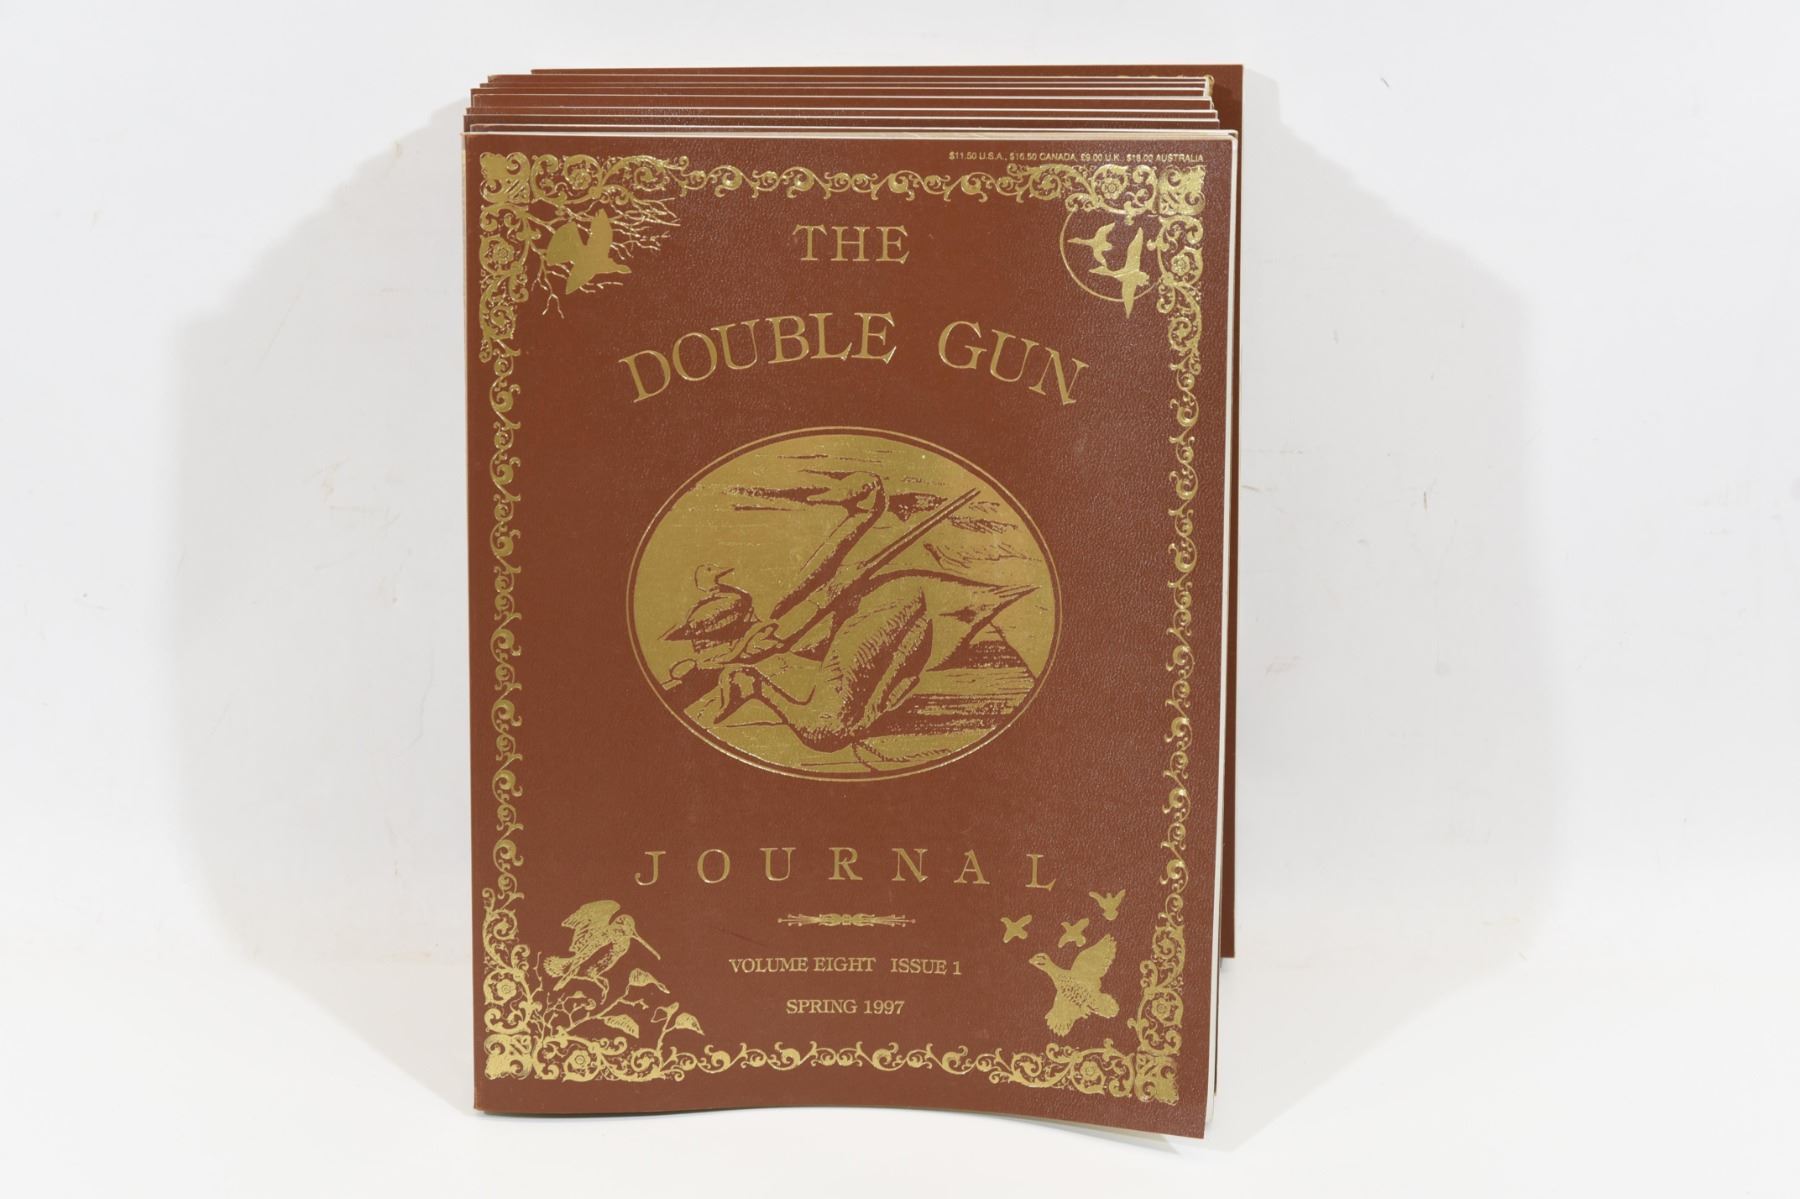 $11.50 U.S.A., $16.50 CANADA, £9.00 U.K., $18.00 AUSTRALIA
THE
DOUBLE GUN
JOURNAL
VOLUME EIGHT ISSUE 1
SPRING 1997